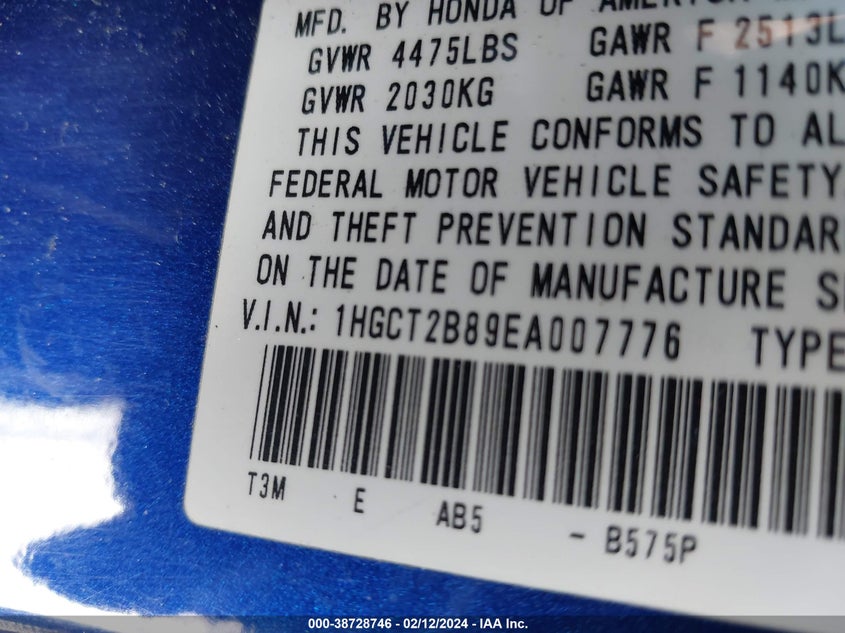 MFD. BY HONDA OF
GVWR 4475LBS GAWR F 2513L
GVWR 2030KG GAWR F 1140K
THIS VEHICLE CONFORMS TO AL
FEDERAL MOTOR VEHICLE SAFETY
AND THEFT PREVENTION STANDAR
ON THE DATE OF MANUFACTURE S
V.I.N.: 1HGCT2B89EA007776 TYPE
T3M E AB5 - B575P
000-38728746 - 02/12/2024 - IAA Inc.